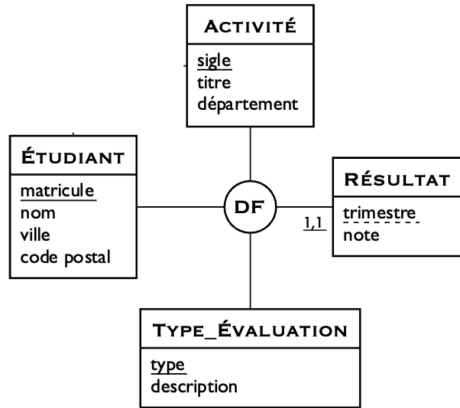 ACTIVITÉ
sigle
titre
département
ÉTUDIANT
matricule
nom
ville
code postal
DF
1,1
RÉSULTAT
trimestre
note
TYPE_ÉVALUATION
type
description